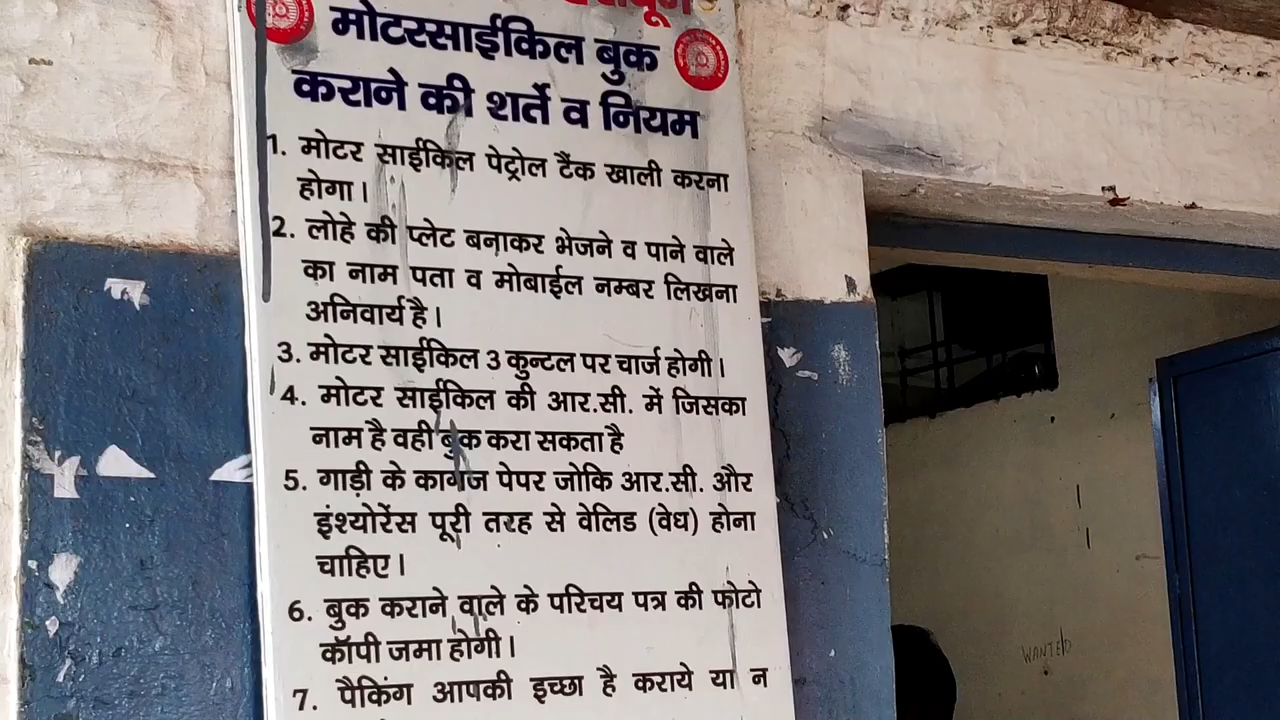 मोटरसाईकिल बुक
कराने की शर्ते व नियम
1. मोटर साईकिल पेट्रोल टैंक खाली करना
होगा।
2. लोहे की प्लेट बनाकर भेजने व पाने वाले
का नाम पता व मोबाईल नम्बर लिखना
अनिवार्य है।
3. मोटर साईकिल 3 कुन्टल पर चार्ज होगी।
4. मोटर साईकिल की आर.सी. में जिसका
नाम है वही बुक करा सकता है
5. गाड़ी के कागज पेपर जोकि आर.सी. और
इंश्योरेंस पूरी तरह से वेलिड (वेध) होना
चाहिए।
6. बुक कराने वाले के परिचय पत्र की फोटो
कॉपी जमा होगी।
7. पैकिंग आपकी इच्छा है कराये या न
WANTED